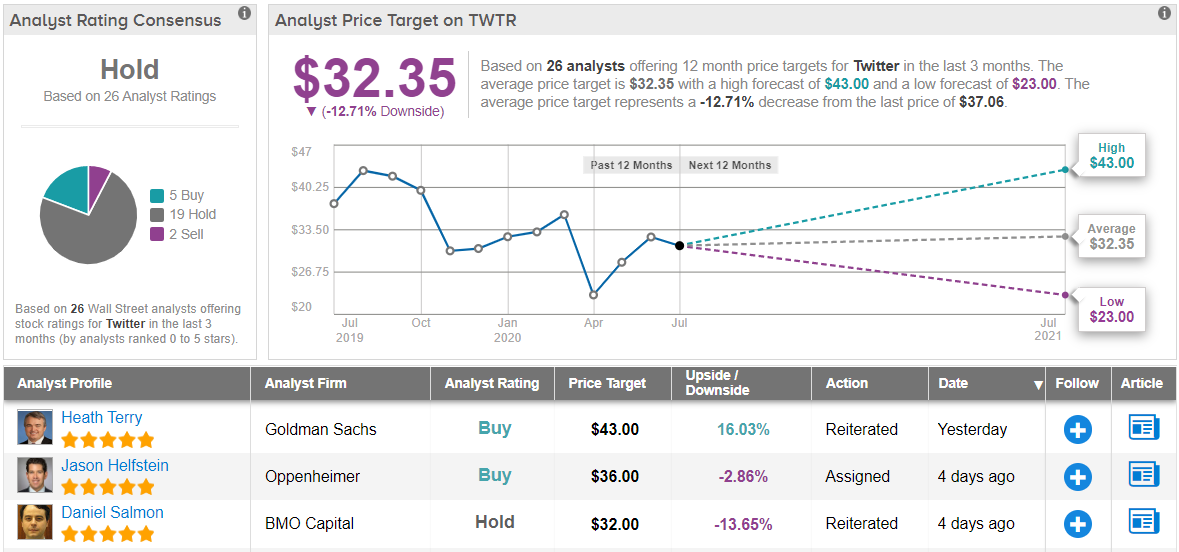 Analyst Rating Consensus
Hold
Based on 26 Analyst Ratings
5 Buy
19 Hold
2 Sell
Based on 26 Wall Street analysts offering
stock ratings for Twitter in the last 3
months (by analysts ranked 0 to 5 stars).
Analyst Price Target on TWTR
$32.35
▼ (-12.71% Downside)
Based on 26 analysts offering 12 month price targets for Twitter in the last 3 months. The
average price target is $32.35 with a high forecast of $43.00 and a low forecast of $23.00. The
average price target represents a -12.71% decrease from the last price of $37.06.
$47
$40.25
$33.50
$26.75
$20
Past 12 Months Next 12 Months
High
$43.00
Average
$32.35
Low
$23.00
Jul Oct Jan Apr Jul Jul
2019 2020 2021
Analyst Profile Analyst Firm Analyst Rating Price Target Upside / Downside Action Date ▼ Follow Article
Heath Terry Goldman Sachs Buy $43.00 16.03% Reiterated Yesterday
Jason Helfstein Oppenheimer Buy $36.00 -2.86% Assigned 4 days ago
Daniel Salmon BMO Capital Hold $32.00 -13.65% Reiterated 4 days ago